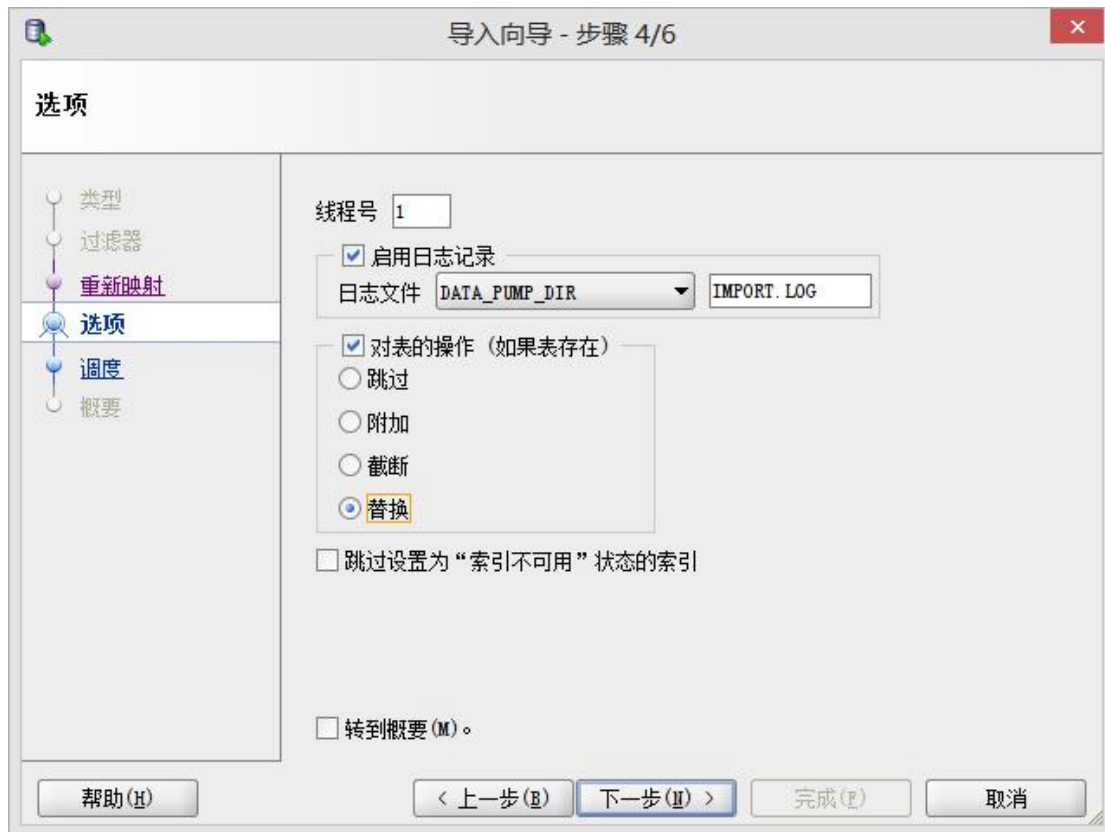 导入向导 - 步骤 4/6
选项
类型
过滤器
重新映射
选项
调度
概要
线程号 1
启用日志记录
日志文件 DATA_PUMP_DIR IMPORT.LOG
对表的操作 (如果表存在)
跳过
附加
截断
替换
跳过设置为“索引不可用”状态的索引
转到概要(M)。
帮助(H) < 上一步(B) 下一步(N) > 完成(F) 取消